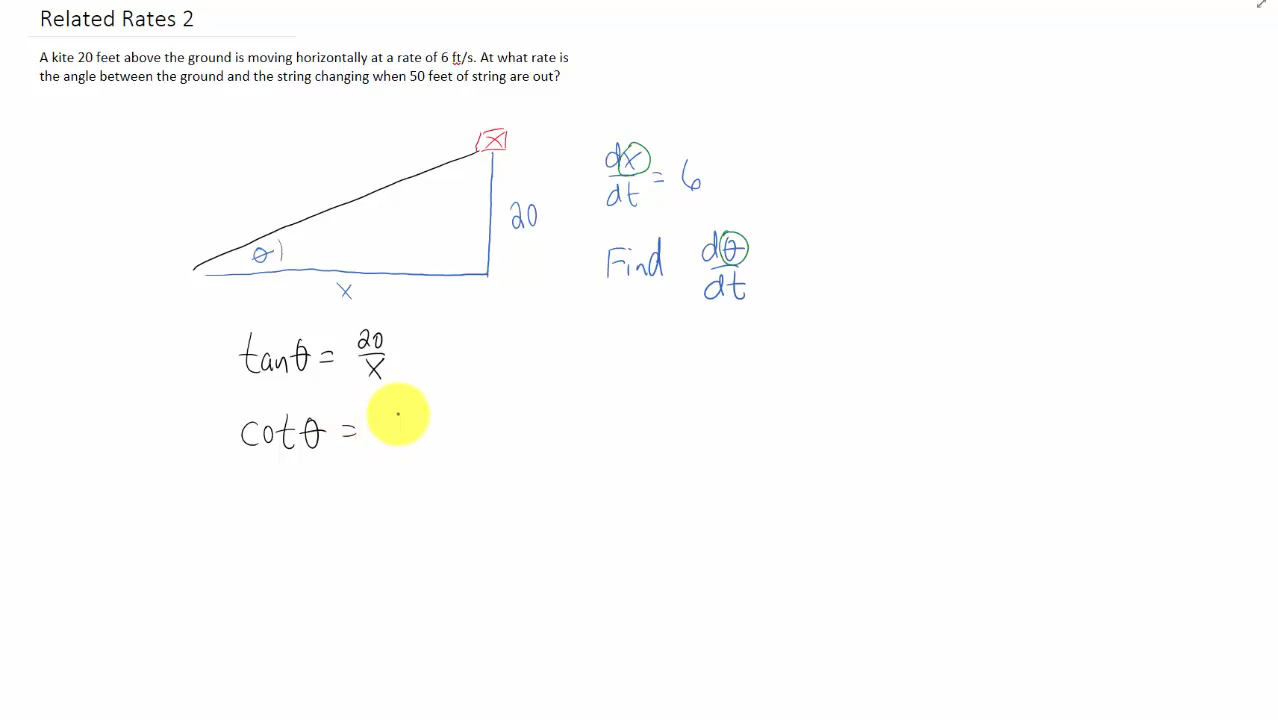 Related Rates 2
A kite 20 feet above the ground is moving horizontally at a rate of 6 ft/s. At what rate is
the angle between the ground and the string changing when 50 feet of string are out?
dx/dt = 6
20
θ
Find dθ/dt
x
tanθ = 20/x
cotθ =